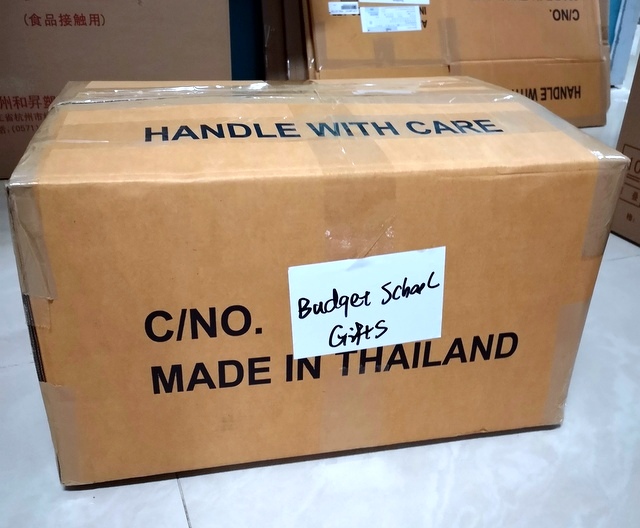 (食品接触用)
C/NO.
HANDLE WITH
HANDLE WITH CARE
Budget School
Gifts
C/NO.
MADE IN THAILAND